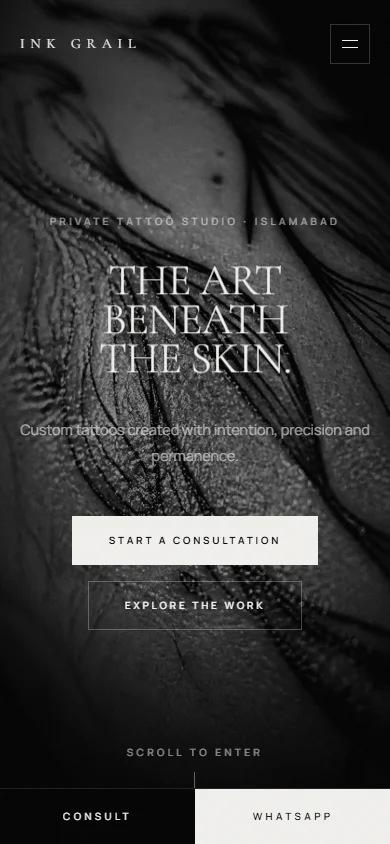 INK GRAIL
PRIVATE TATTOO STUDIO · ISLAMABAD
THE ART
BENEATH
THE SKIN.
Custom tattoos created with intention, precision and
permanence.
START A CONSULTATION
EXPLORE THE WORK
SCROLL TO ENTER
CONSULT
WHATSAPP